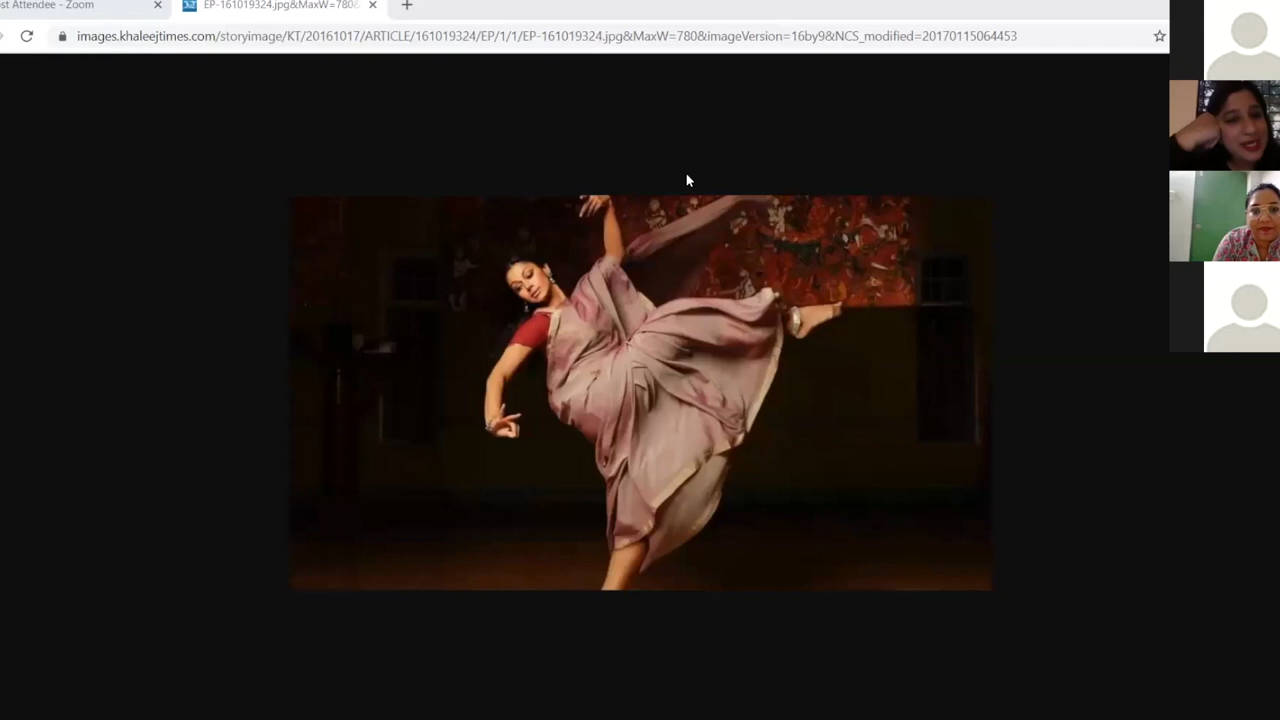 st Attendee - Zoom
EP-161019324.jpg&MaxW=780&
images.khaleejtimes.com/storyimage/KT/20161017/ARTICLE/161019324/EP/1/1/EP-161019324.jpg&MaxW=780&imageVersion=16by9&NCS_modified=20170115064453